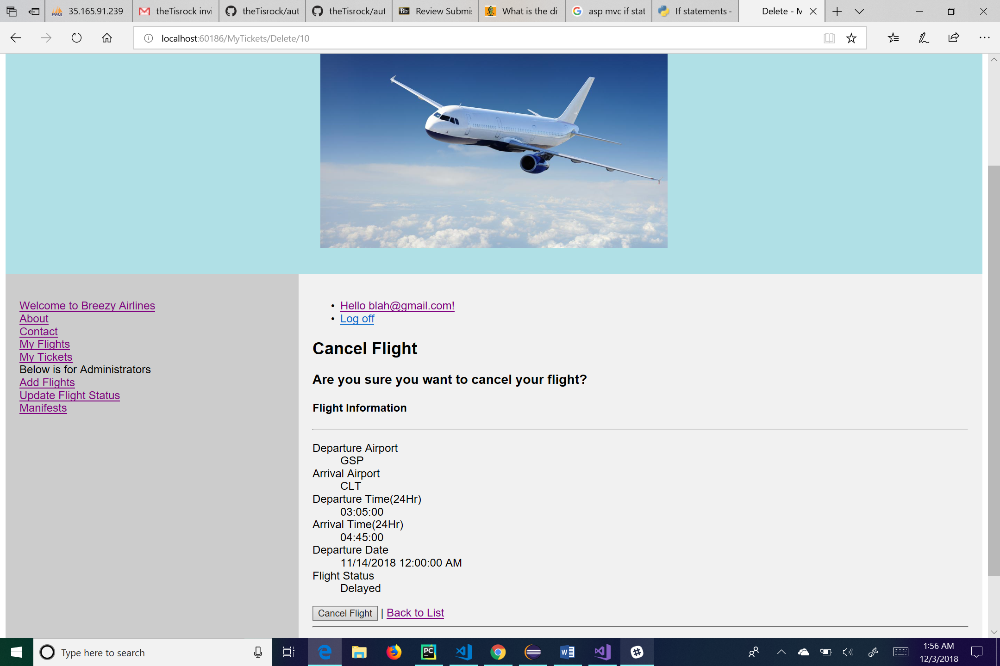 35.165.91.239
theTisrock invi
theTisrock/aut
theTisrock/aut
Review Submi
What is the di
asp mvc if stat
If statements -
Delete - M
localhost:60186/MyTickets/Delete/10
Welcome to Breezy Airlines
About
Contact
My Flights
My Tickets
Below is for Administrators
Add Flights
Update Flight Status
Manifests
• Hello blah@gmail.com!
• Log off
Cancel Flight
Are you sure you want to cancel your flight?
Flight Information
Departure Airport
GSP
Arrival Airport
CLT
Departure Time(24Hr)
03:05:00
Arrival Time(24Hr)
04:45:00
Departure Date
11/14/2018 12:00:00 AM
Flight Status
Delayed
Cancel Flight | Back to List
Type here to search
1:56 AM
12/3/2018